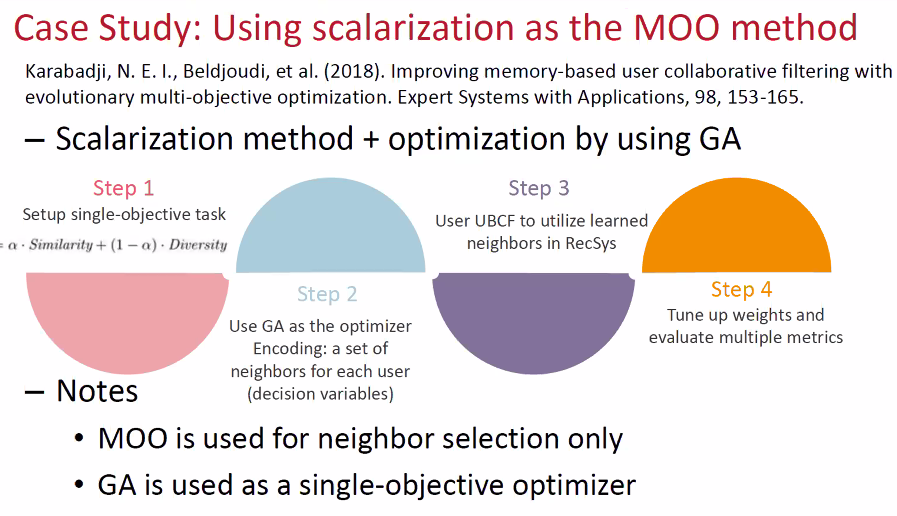 Case Study: Using scalarization as the MOO method
Karabadji, N. E. I., Beldjoudi, et al. (2018). Improving memory-based user collaborative filtering with
evolutionary multi-objective optimization. Expert Systems with Applications, 98, 153-165.
– Scalarization method + optimization by using GA
Step 1
Setup single-objective task
= α · Similarity + (1 − α) · Diversity
Step 2
Use GA as the optimizer
Encoding: a set of
neighbors for each user
(decision variables)
Step 3
User UBCF to utilize learned
neighbors in RecSys
Step 4
Tune up weights and
evaluate multiple metrics
– Notes
• MOO is used for neighbor selection only
• GA is used as a single-objective optimizer